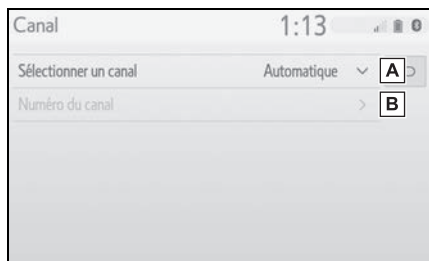 Canal 1:13
Sélectionner un canal Automatique A
Numéro du canal B